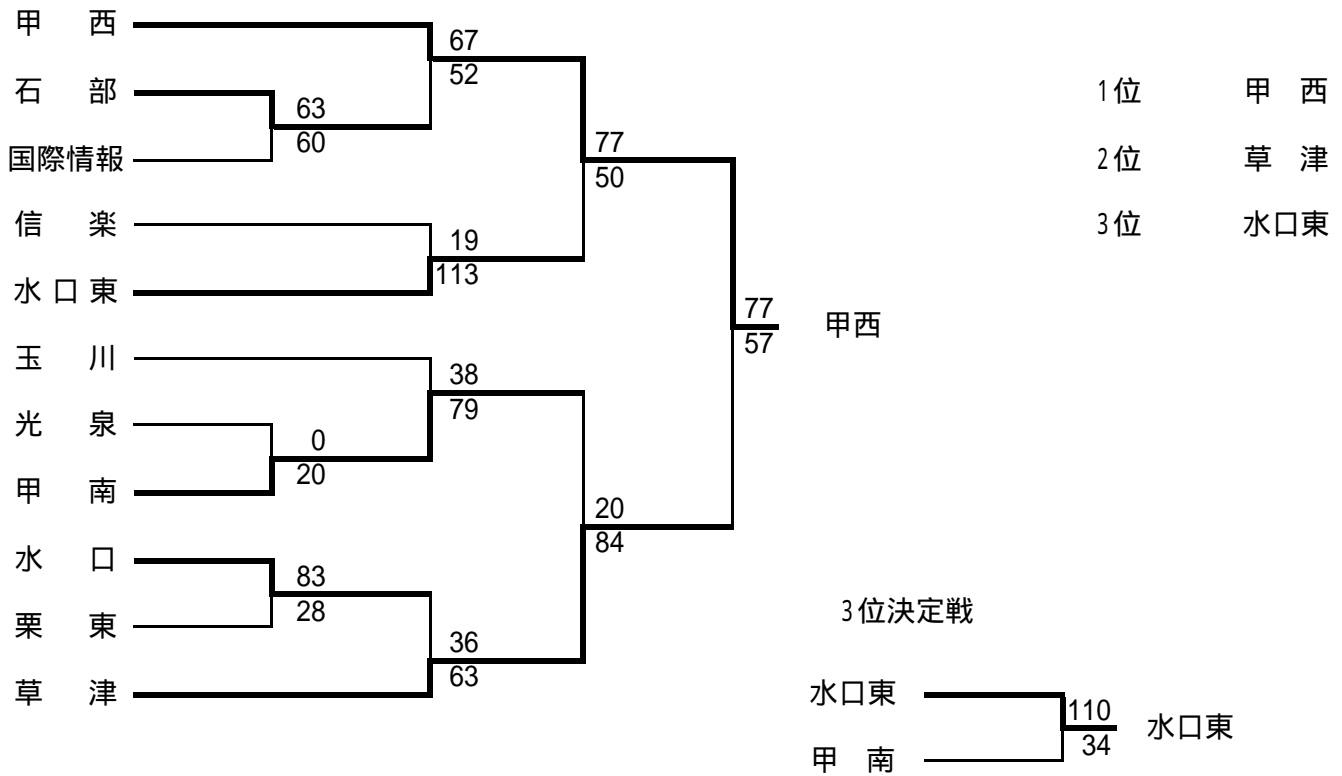 甲 西
67
52
石 部
63
60
国際情報
77
50
信 楽
19
113
水口東
77
57
甲西
玉 川
38
79
光 泉
0
20
甲 南
20
84
水 口
83
28
栗 東
36
63
草 津
1位 甲 西
2位 草 津
3位 水口東
3位決定戦
水口東
110
34
水口東
甲 南